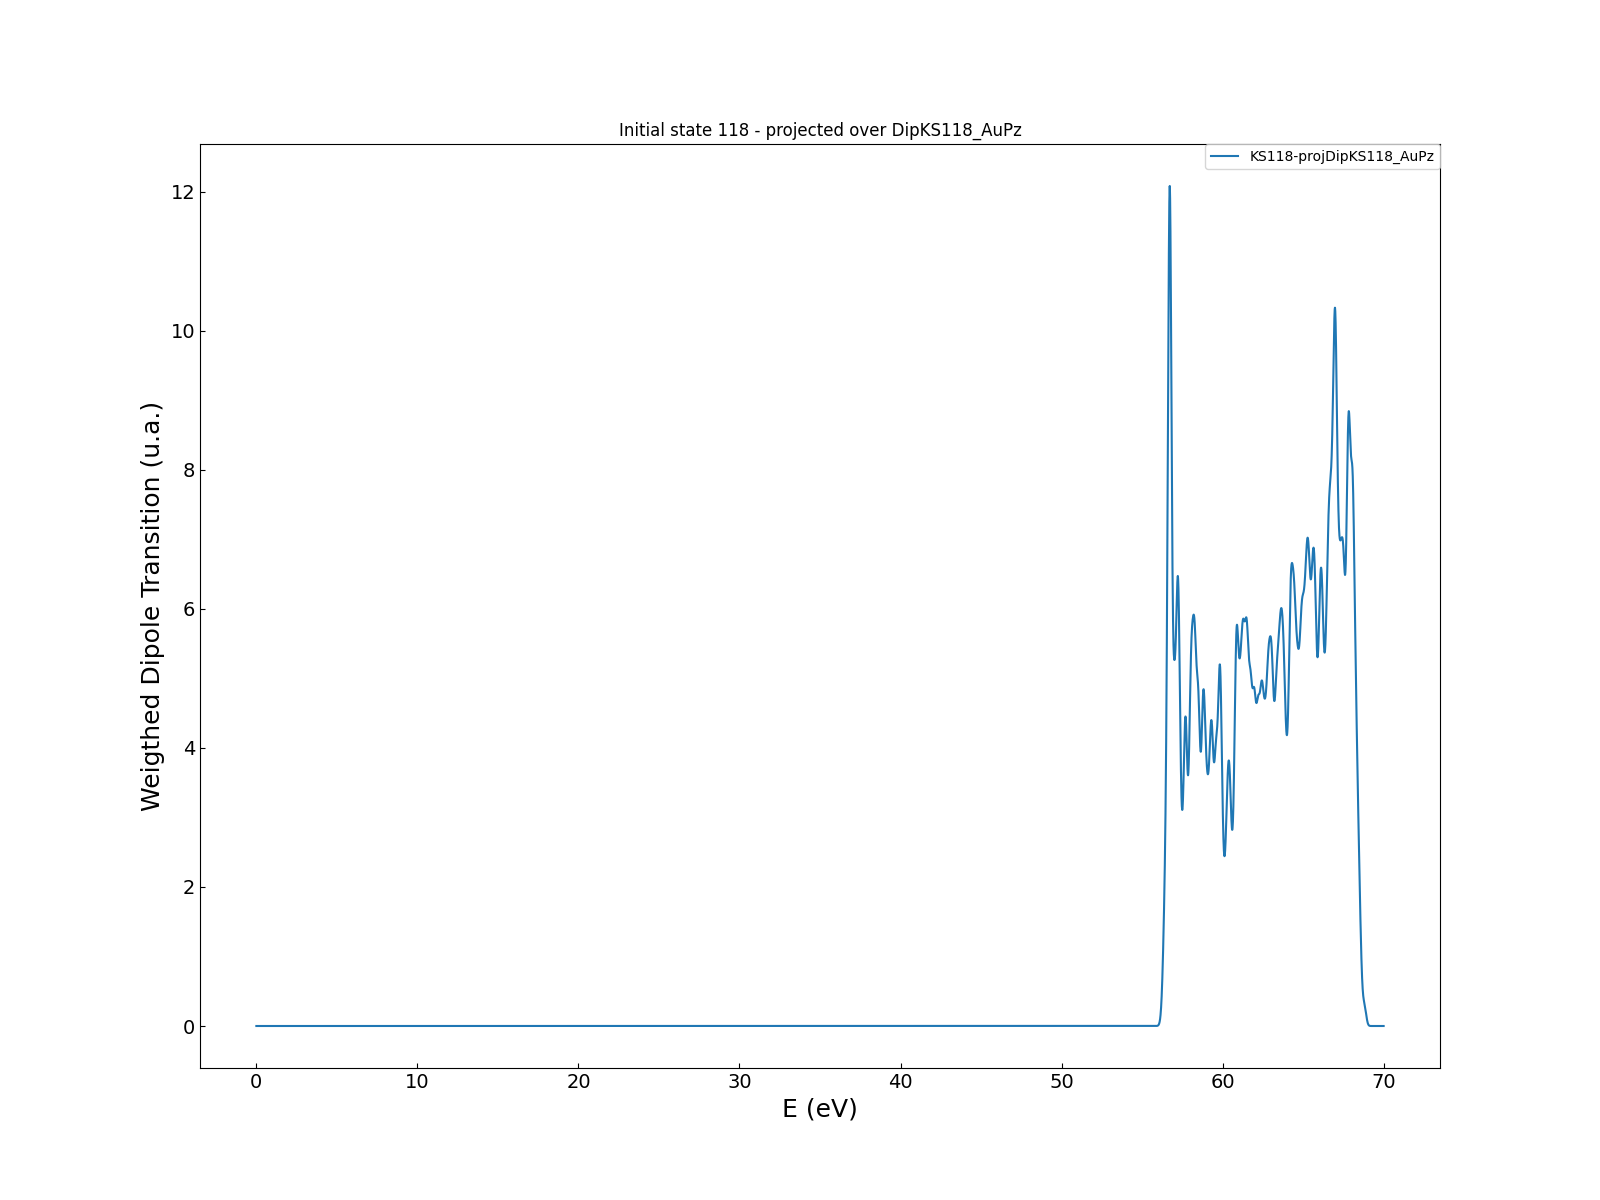 Initial state 118 - projected over DipKS118_AuPz
KS118-projDipKS118_AuPz
Weigthed Dipole Transition (u.a.)
12
10
8
6
4
2
0
0 10 20 30 40 50 60 70
E (eV)